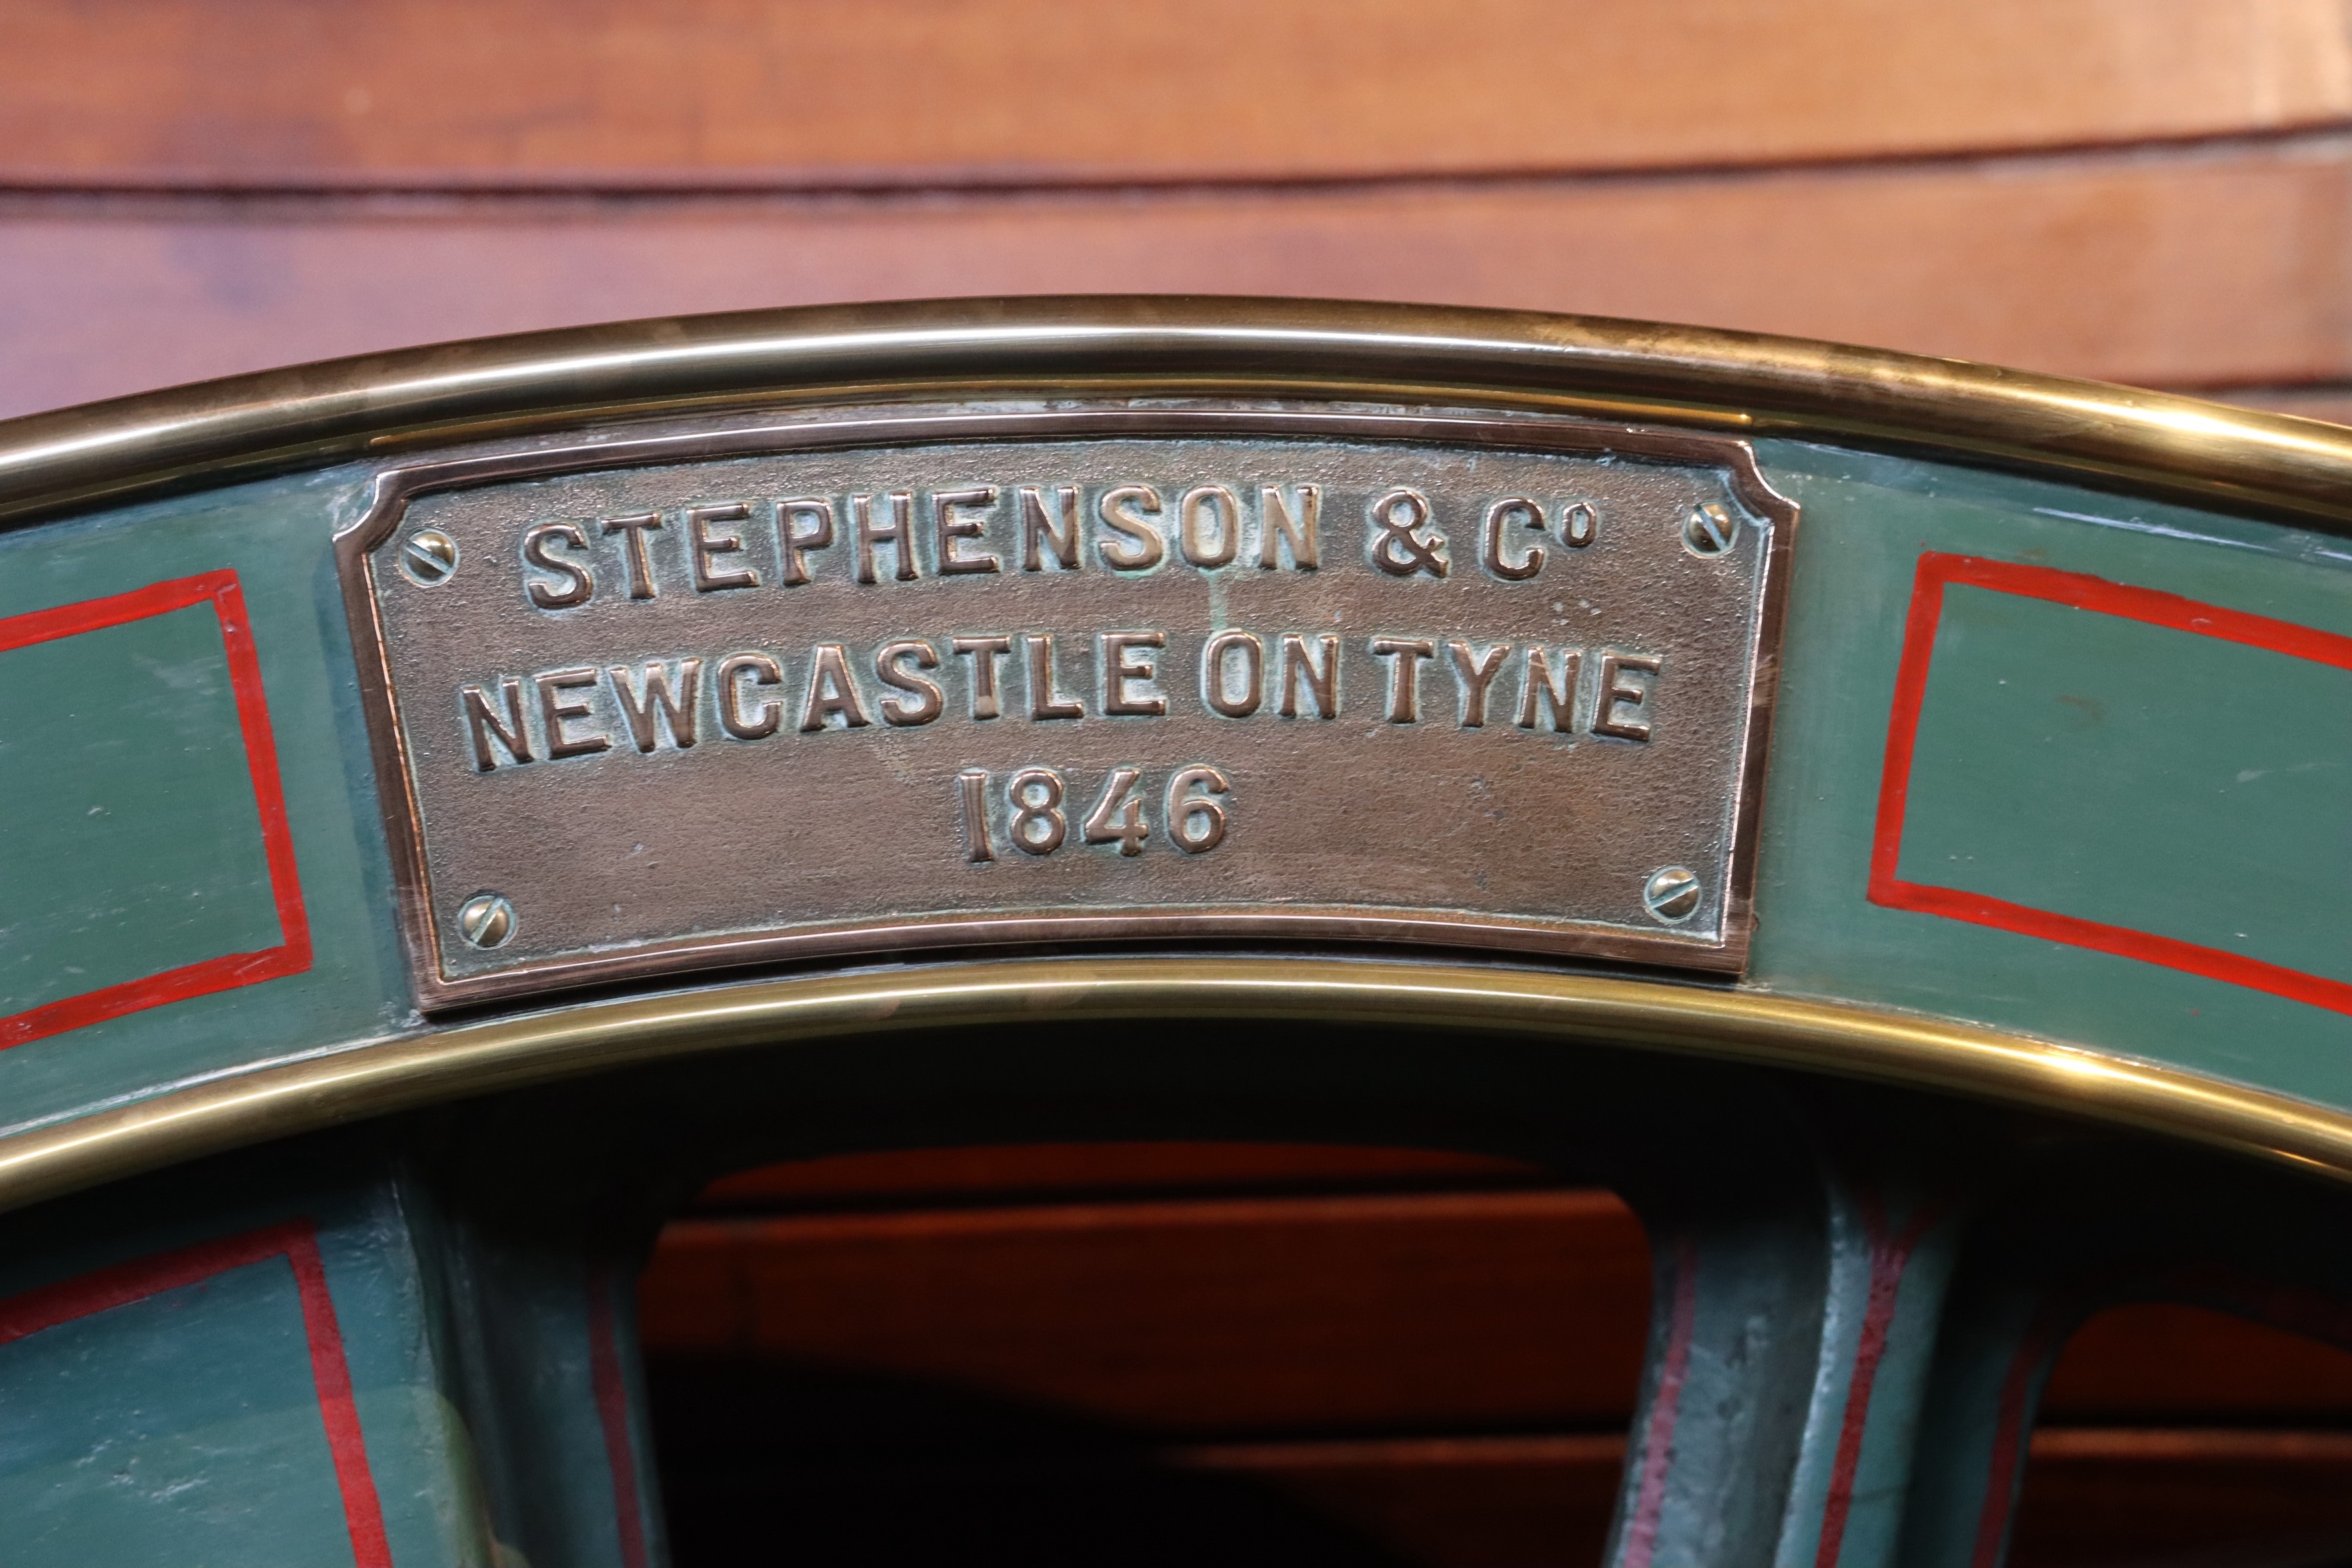 STEPHENSON & Cº
NEWCASTLE ON TYNE
1846